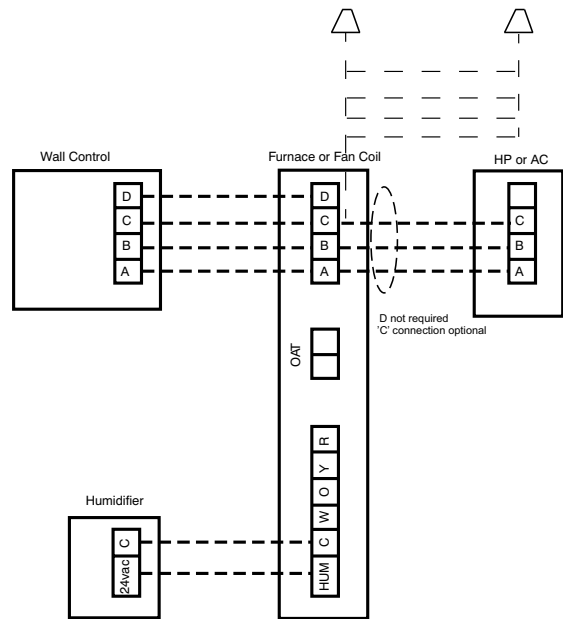 Wall Control
Furnace or Fan Coil
HP or AC
D
C
B
A
D
C
B
A
C
B
A
D not required
'C' connection optional
OAT
R
Y
O
W
C
HUM
Humidifier
C
24vac